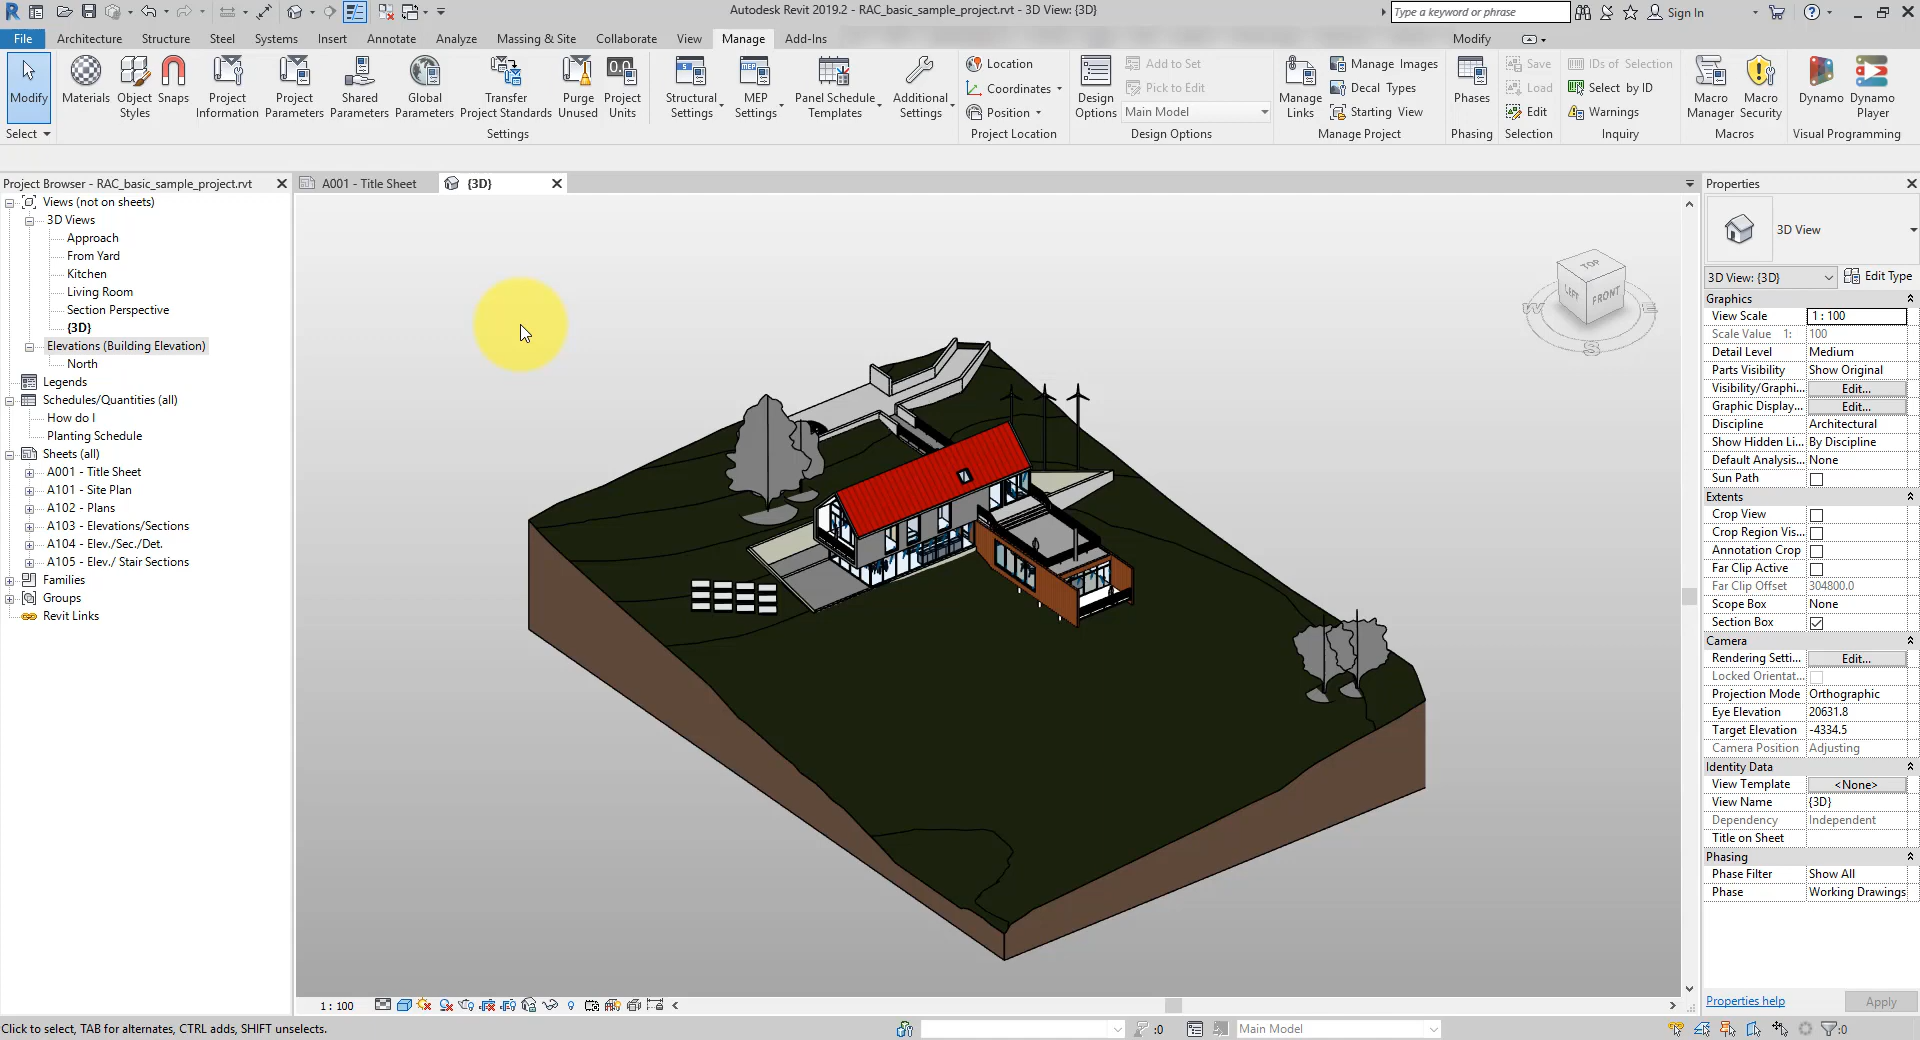 Autodesk Revit 2019.2 - RAC_basic_sample_project.rvt - 3D View: {3D}
Type a keyword or phrase
Sign In
File Architecture Structure Steel Systems Insert Annotate Analyze Massing & Site Collaborate View Manage Add-Ins Modify
Modify
Select
Materials
Object Styles
Snaps
Project Information
Project Parameters
Shared Parameters
Global Parameters
Transfer Project Standards
Purge Unused
Project Units
Settings
Structural Settings
MEP Settings
Panel Schedule Templates
Additional Settings
Location
Coordinates
Position
Project Location
Design Options
Add to Set
Pick to Edit
Main Model
Design Options
Manage Links
Manage Images
Decal Types
Starting View
Manage Project
Phases
Phasing
Save
Load
Edit
Selection
IDs of Selection
Select by ID
Warnings
Inquiry
Macro Manager
Macro Security
Macros
Dynamo
Dynamo Player
Visual Programming
Project Browser - RAC_basic_sample_project.rvt
A001 - Title Sheet
{3D}
Views (not on sheets)
3D Views
Approach
From Yard
Kitchen
Living Room
Section Perspective
{3D}
Elevations (Building Elevation)
North
Legends
Schedules/Quantities (all)
How do I
Planting Schedule
Sheets (all)
A001 - Title Sheet
A101 - Site Plan
A102 - Plans
A103 - Elevations/Sections
A104 - Elev./Sec./Det.
A105 - Elev./ Stair Sections
Families
Groups
Revit Links
TOP
LEFT
FRONT
W
E
S
Properties
3D View
3D View: {3D}
Edit Type
Graphics
View Scale 1 : 100
Scale Value 1: 100
Detail Level Medium
Parts Visibility Show Original
Visibility/Graphi... Edit...
Graphic Display... Edit...
Discipline Architectural
Show Hidden Li... By Discipline
Default Analysis... None
Sun Path
Extents
Crop View
Crop Region Vis...
Annotation Crop
Far Clip Active
Far Clip Offset 304800.0
Scope Box None
Section Box
Camera
Rendering Setti... Edit...
Locked Orientat...
Projection Mode Orthographic
Eye Elevation 20631.8
Target Elevation -4334.5
Camera Position Adjusting
Identity Data
View Template <None>
View Name {3D}
Dependency Independent
Title on Sheet
Phasing
Phase Filter Show All
Phase Working Drawings
Properties help
Apply
1 : 100
Click to select, TAB for alternates, CTRL adds, SHIFT unselects.
:0
Main Model
:0